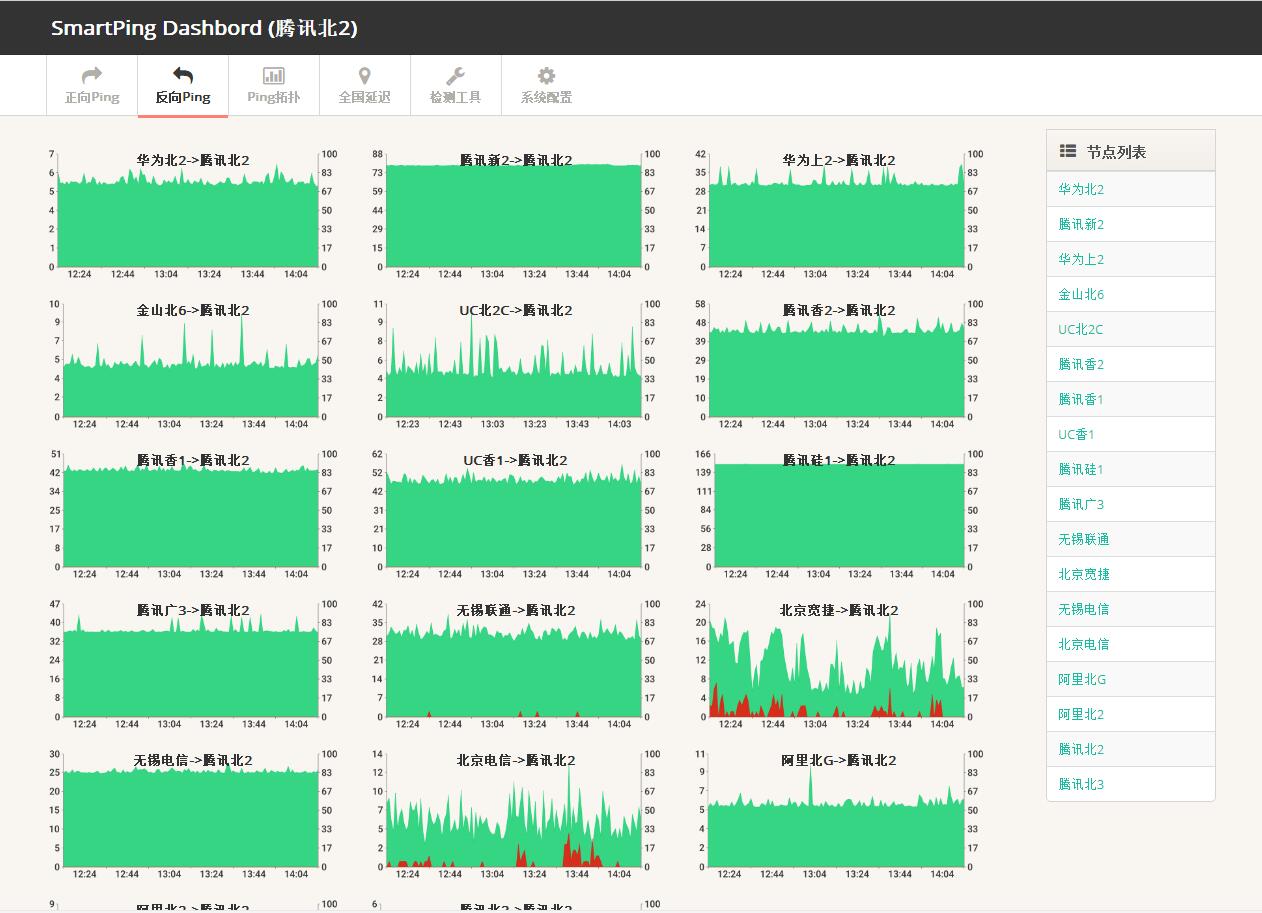 SmartPing Dashbord (腾讯北2)
正向Ping 反向Ping Ping拓扑 全国延迟 检测工具 系统配置
华为北2->腾讯北2
7 6 5 4 2 1 0
100 83 67 50 33 17 0
12:24 12:44 13:04 13:24 13:44 14:04
腾讯新2->腾讯北2
88 73 59 44 29 15 0
100 83 67 50 33 17 0
12:24 12:44 13:03 13:24 13:44 14:04
华为上2->腾讯北2
42 35 28 21 14 7 0
100 83 67 50 33 17 0
12:24 12:44 13:04 13:24 13:44 14:04
金山北6->腾讯北2
10 9 7 5 4 2 0
100 83 67 50 33 17 0
12:24 12:44 13:04 13:24 13:44 14:04
UC北2C->腾讯北2
11 9 8 6 4 2 0
100 83 67 50 33 17 0
12:23 12:43 13:03 13:23 13:43 14:03
腾讯香2->腾讯北2
58 48 39 29 19 10 0
100 83 67 50 33 17 0
12:24 12:44 13:04 13:24 13:44 14:04
腾讯香1->腾讯北2
51 42 34 25 17 8 0
100 83 67 50 33 17 0
12:24 12:44 13:04 13:24 13:44 14:04
UC香1->腾讯北2
62 52 42 31 21 10 0
100 83 67 50 33 17 0
12:24 12:44 13:04 13:24 13:44 14:04
腾讯硅1->腾讯北2
166 139 111 84 56 28 0
100 83 67 50 33 17 0
12:24 12:44 13:04 13:24 13:44 14:04
腾讯广3->腾讯北2
47 40 32 24 16 8 0
100 83 67 50 33 17 0
12:24 12:44 13:04 13:24 13:44 14:04
无锡联通->腾讯北2
42 35 28 21 14 7 0
100 83 67 50 33 17 0
12:24 12:44 13:04 13:24 13:44 14:04
北京宽捷->腾讯北2
24 20 16 12 8 4 0
100 83 67 50 33 17 0
12:24 12:44 13:04 13:24 13:44 14:04
无锡电信->腾讯北2
30 25 20 15 10 5 0
100 83 67 50 33 17 0
12:24 12:44 13:04 13:24 13:44 14:04
北京电信->腾讯北2
14 12 10 7 5 2 0
100 83 67 50 33 17 0
12:24 12:44 13:04 13:24 13:44 14:04
阿里北G->腾讯北2
11 9 7 5 4 2 0
100 83 67 50 33 17 0
12:24 12:44 13:04 13:24 13:44 14:04
9 阿里北2->腾讯北2 100
6 腾讯北3->腾讯北2 100
节点列表
华为北2
腾讯新2
华为上2
金山北6
UC北2C
腾讯香2
腾讯香1
UC香1
腾讯硅1
腾讯广3
无锡联通
北京宽捷
无锡电信
北京电信
阿里北G
阿里北2
腾讯北2
腾讯北3